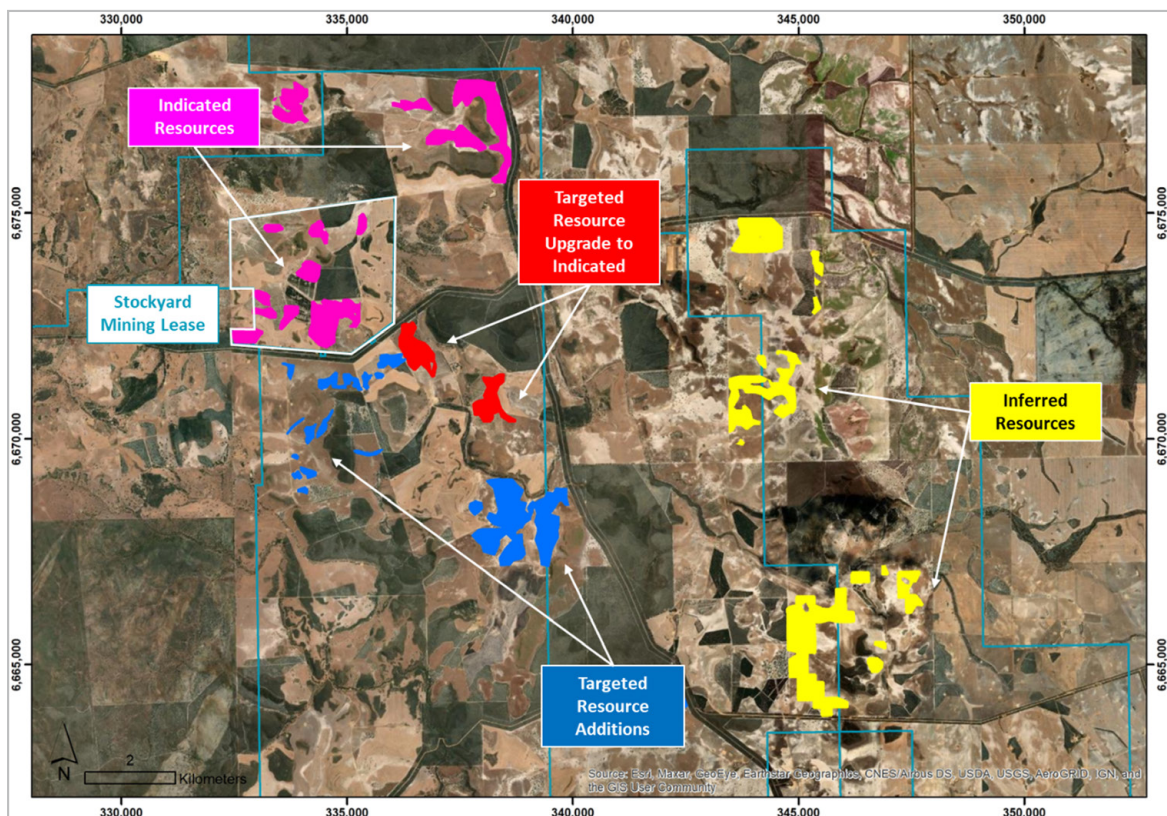 330,000
335,000
340,000
345,000
350,000
Indicated
Resources
Targeted
Resource
Upgrade to
Indicated
6,675,000
6,675,000
Stockyard
Mining Lease
Inferred
Resources
6,670,000
6,670,000
6,665,000
6,665,000
Targeted
Resource
Additions
N
2
Kilometers
Source: Esri, Maxar, GeoEye, Earthstar Geographics, CNES/Airbus DS, USDA, USGS, AeroGRID, IGN, and
the GIS User Community
330,000
335,000
340,000
345,000
350,000